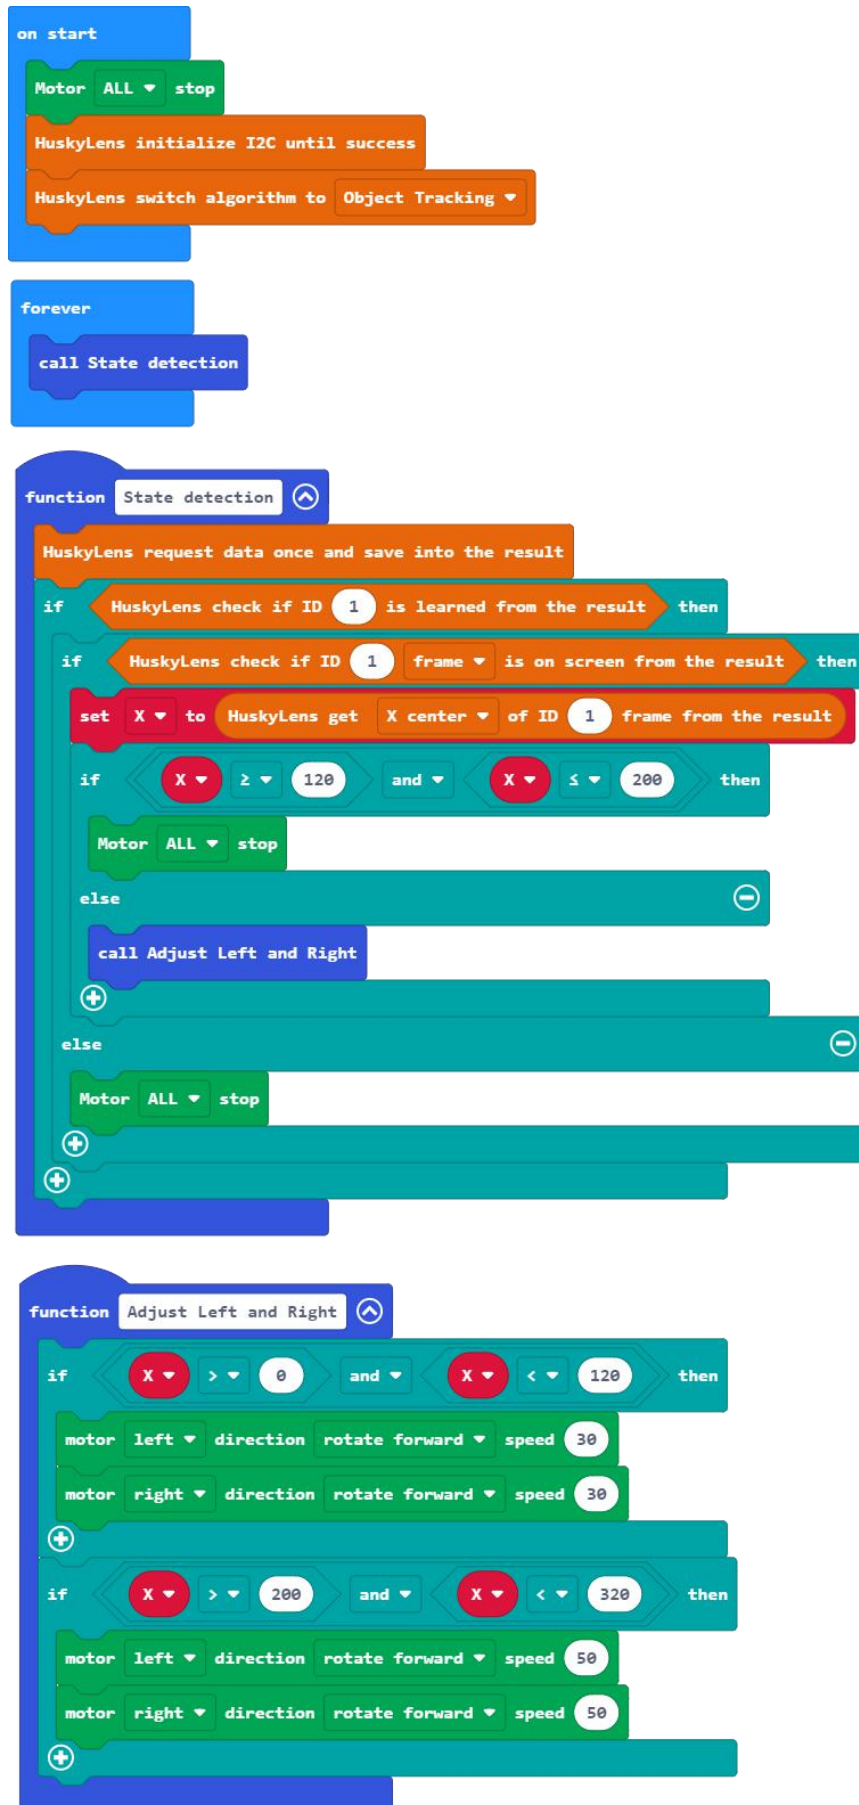 on start
Motor ALL stop
HuskyLens initialize I2C until success
HuskyLens switch algorithm to Object Tracking
forever
call State detection
function State detection
HuskyLens request data once and save into the result
if HuskyLens check if ID 1 is learned from the result then
if HuskyLens check if ID 1 frame is on screen from the result then
set X to HuskyLens get X center of ID 1 frame from the result
if X ≥ 120 and X ≤ 200 then
Motor ALL stop
else
call Adjust Left and Right
else
Motor ALL stop
function Adjust Left and Right
if X > 0 and X < 120 then
motor left direction rotate forward speed 30
motor right direction rotate forward speed 30
if X > 200 and X < 320 then
motor left direction rotate forward speed 50
motor right direction rotate forward speed 50